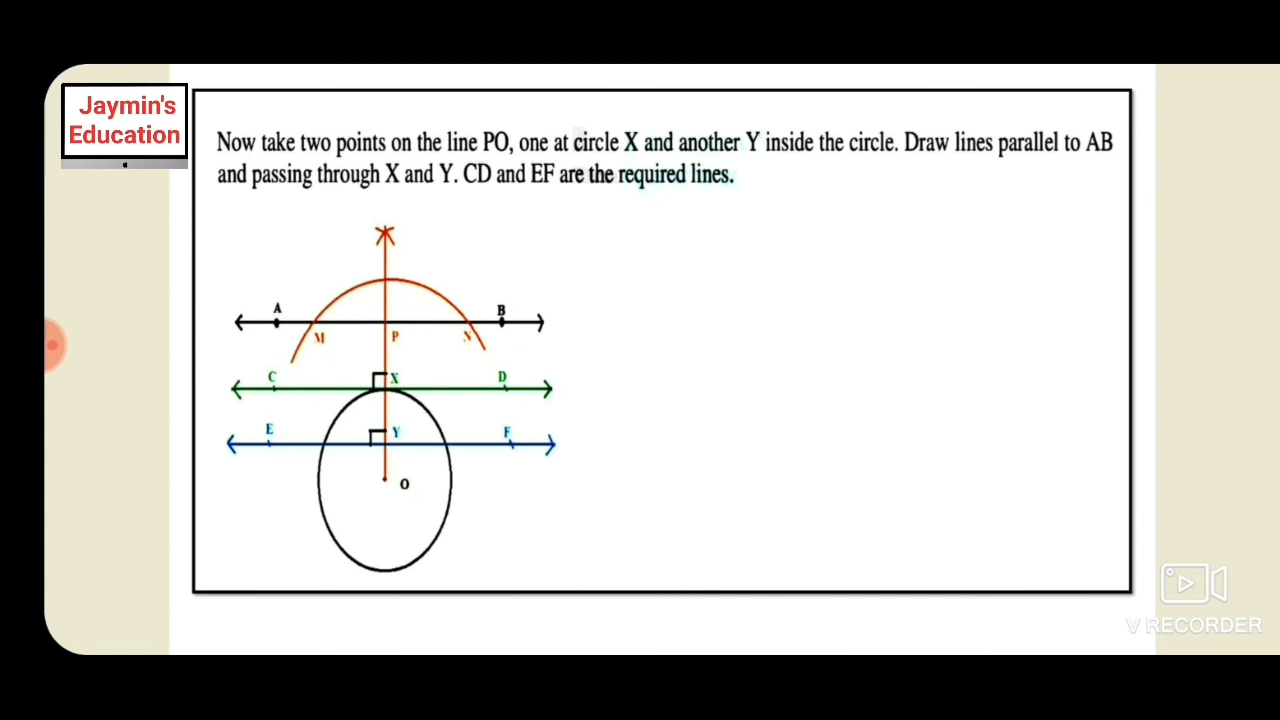 Jaymin's
Education
Now take two points on the line PO, one at circle X and another Y inside the circle. Draw lines parallel to AB
and passing through X and Y. CD and EF are the required lines.
A
B
M
P
N
C
X
D
E
Y
F
O
V RECORDER